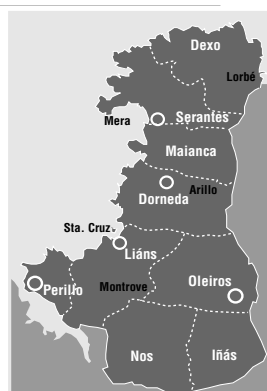 Dexo
Lorbé
Mera
Serantes
Maianca
Arillo
Dorneda
Sta. Cruz
Liáns
Oleiros
Perillo
Montrove
Nos
Iñás